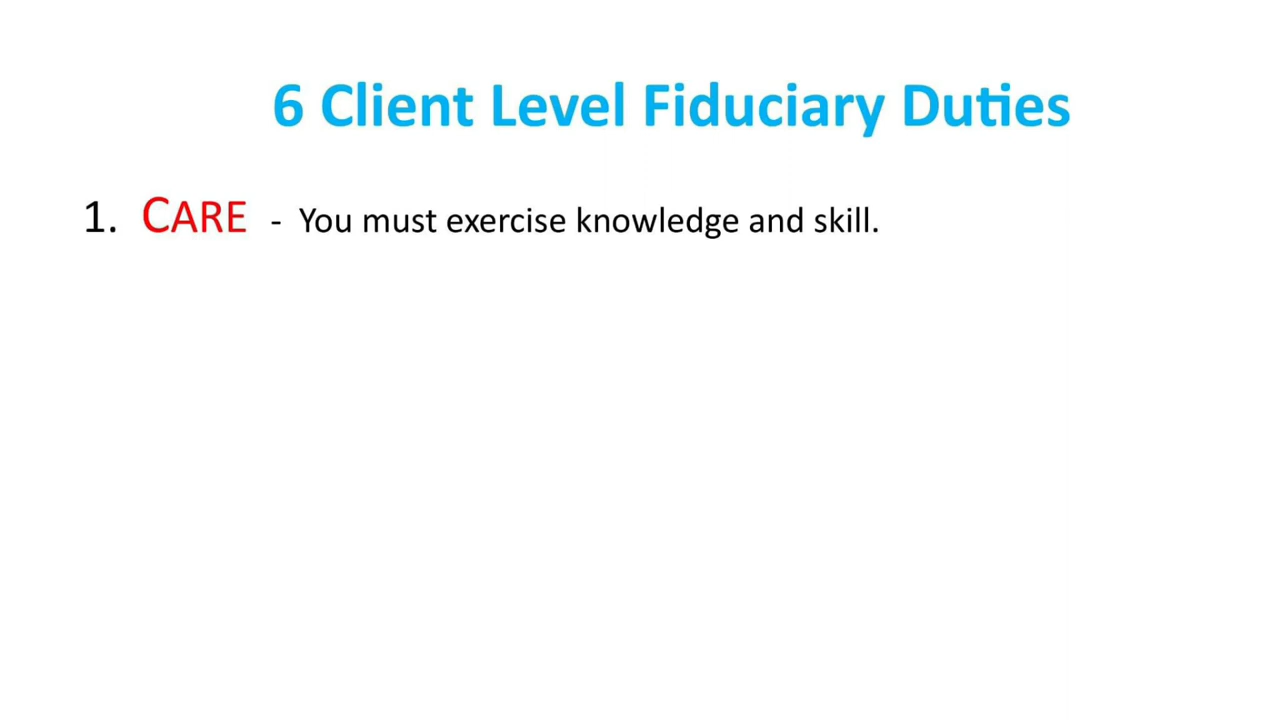 6 Client Level Fiduciary Duties
1. CARE - You must exercise knowledge and skill.